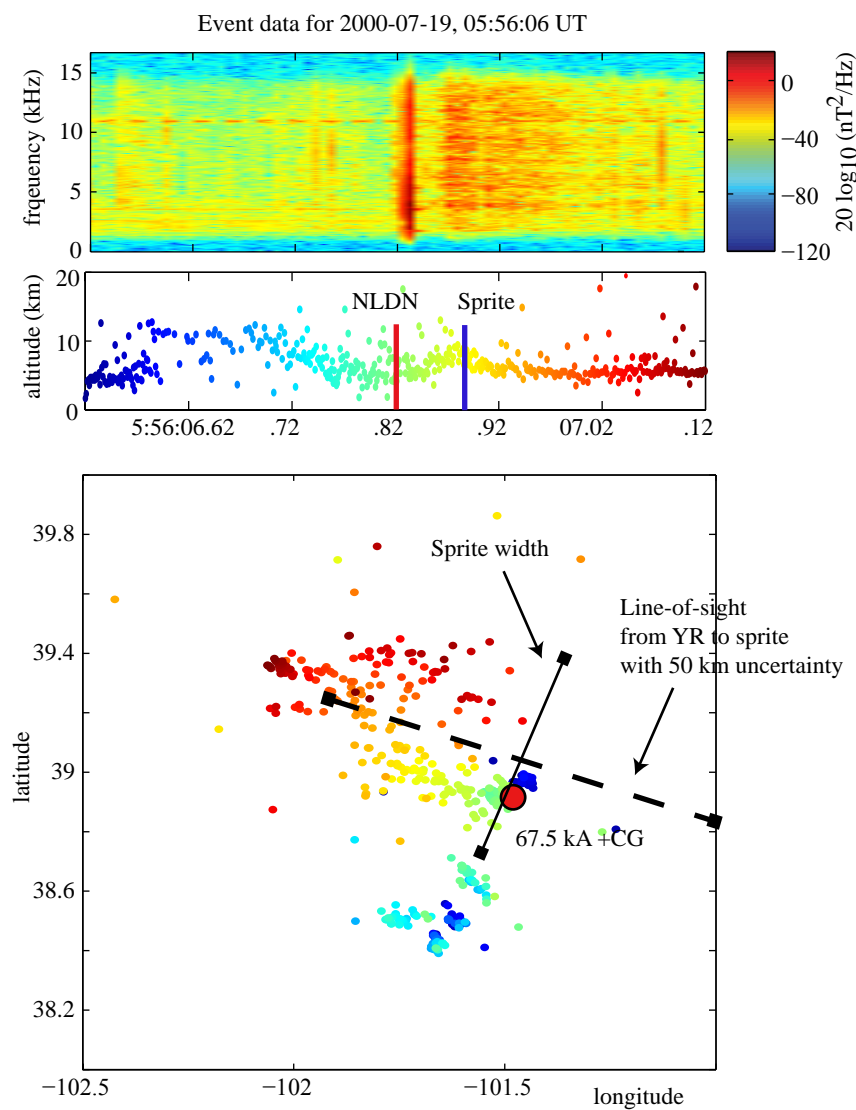 Event data for 2000-07-19, 05:56:06 UT
15
10
5
0
frqeuency (kHz)
0
−40
−80
−120
20 log10 (nT2/Hz)
20
10
0
altitude (km)
NLDN
Sprite
5:56:06.62
.72
.82
.92
07.02
.12
39.8
39.4
39
38.6
38.2
latitude
Sprite width
Line-of-sight
from YR to sprite
with 50 km uncertainty
67.5 kA +CG
−102.5
−102
−101.5
longitude